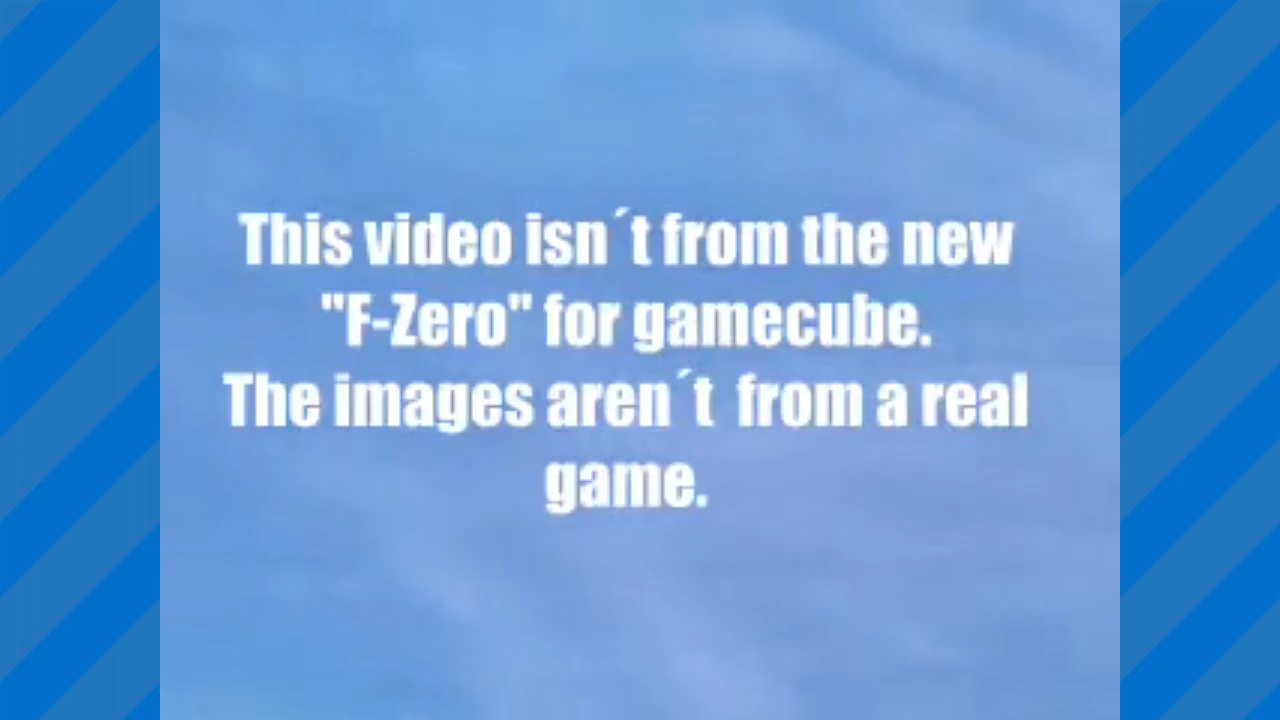 This video isn´t from the new
"F-Zero" for gamecube.
The images aren´t  from a real
game.